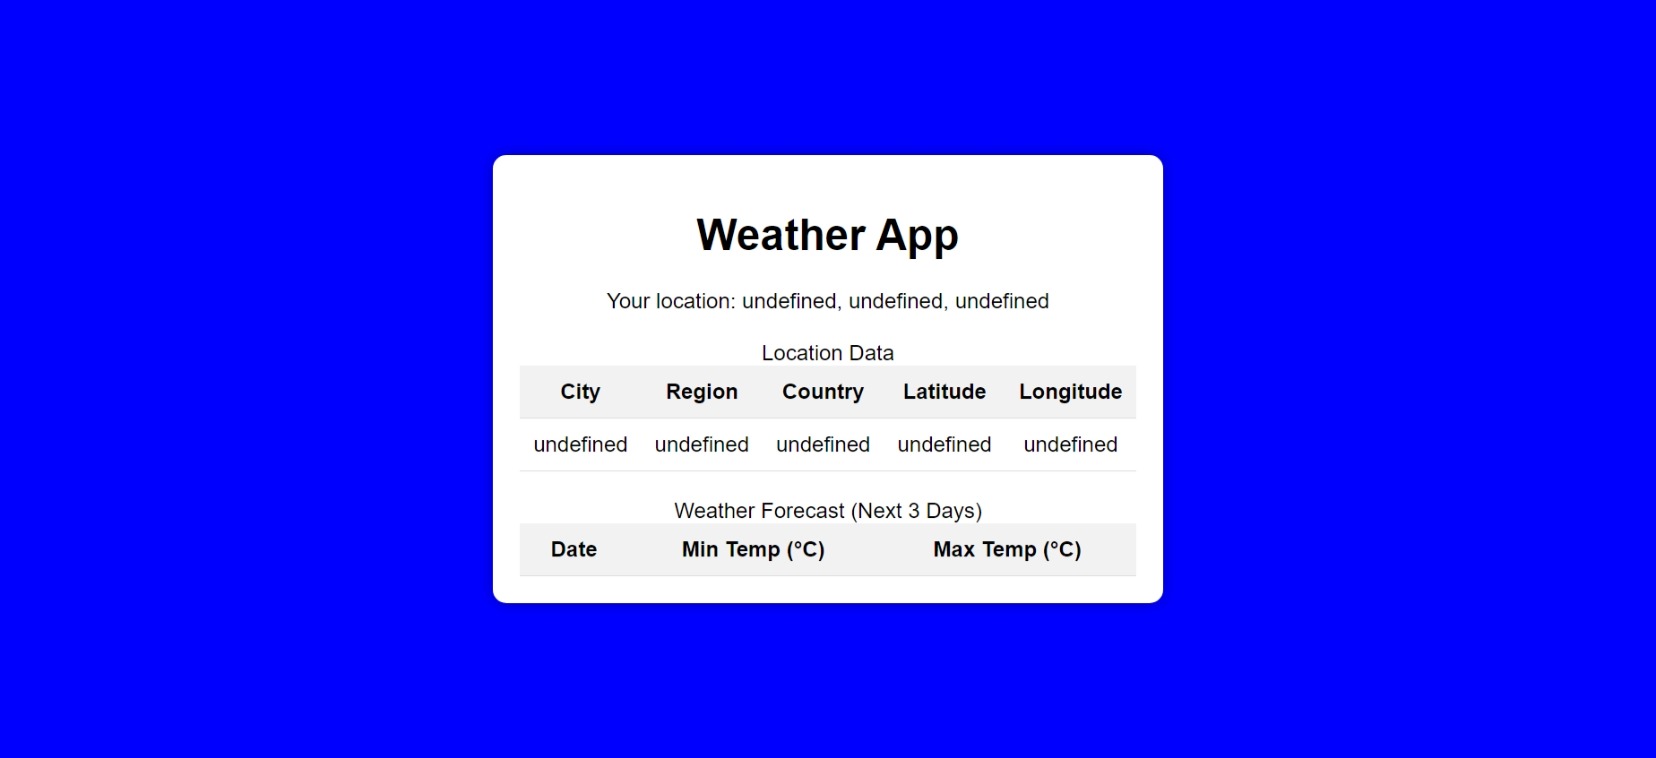 Weather App
Your location: undefined, undefined, undefined
Location Data
City Region Country Latitude Longitude
undefined undefined undefined undefined undefined
Weather Forecast (Next 3 Days)
Date Min Temp (°C) Max Temp (°C)